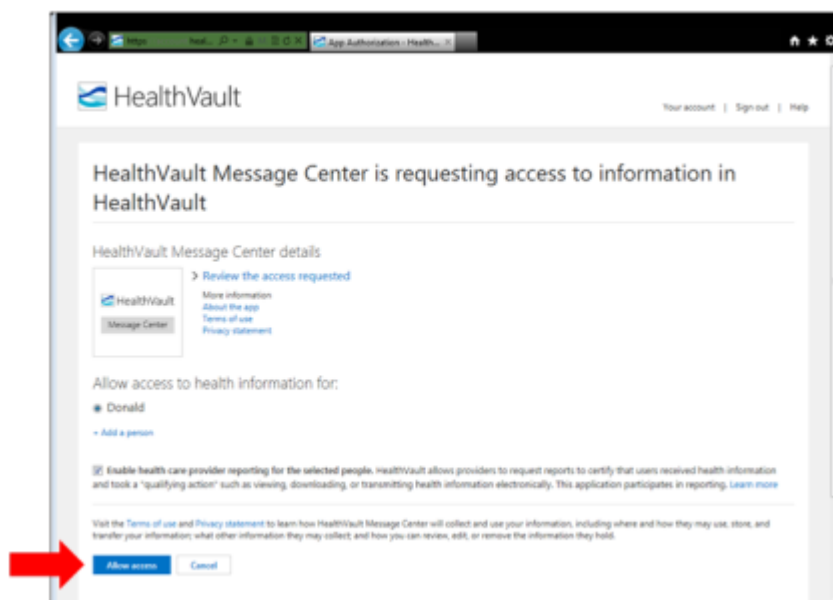 https heal...
App Authorization - Health...
HealthVault
Your account | Sign out | Help
HealthVault Message Center is requesting access to information in
HealthVault
HealthVault Message Center details
Review the access requested
HealthVault
Message Center
More information
About the app
Terms of use
Privacy statement
Allow access to health information for:
Donald
+ Add a person
Enable health care provider reporting for the selected people. HealthVault allows providers to request reports to certify that users received health information
and took a "qualifying action" such as viewing, downloading, or transmitting health information electronically. This application participates in reporting. Learn more
Visit the Terms of use and Privacy statement to learn how HealthVault Message Center will collect and use your information, including where and how they may use, store, and
transfer your information; what other information they may collect; and how you can review, edit, or remove the information they hold.
Allow access Cancel